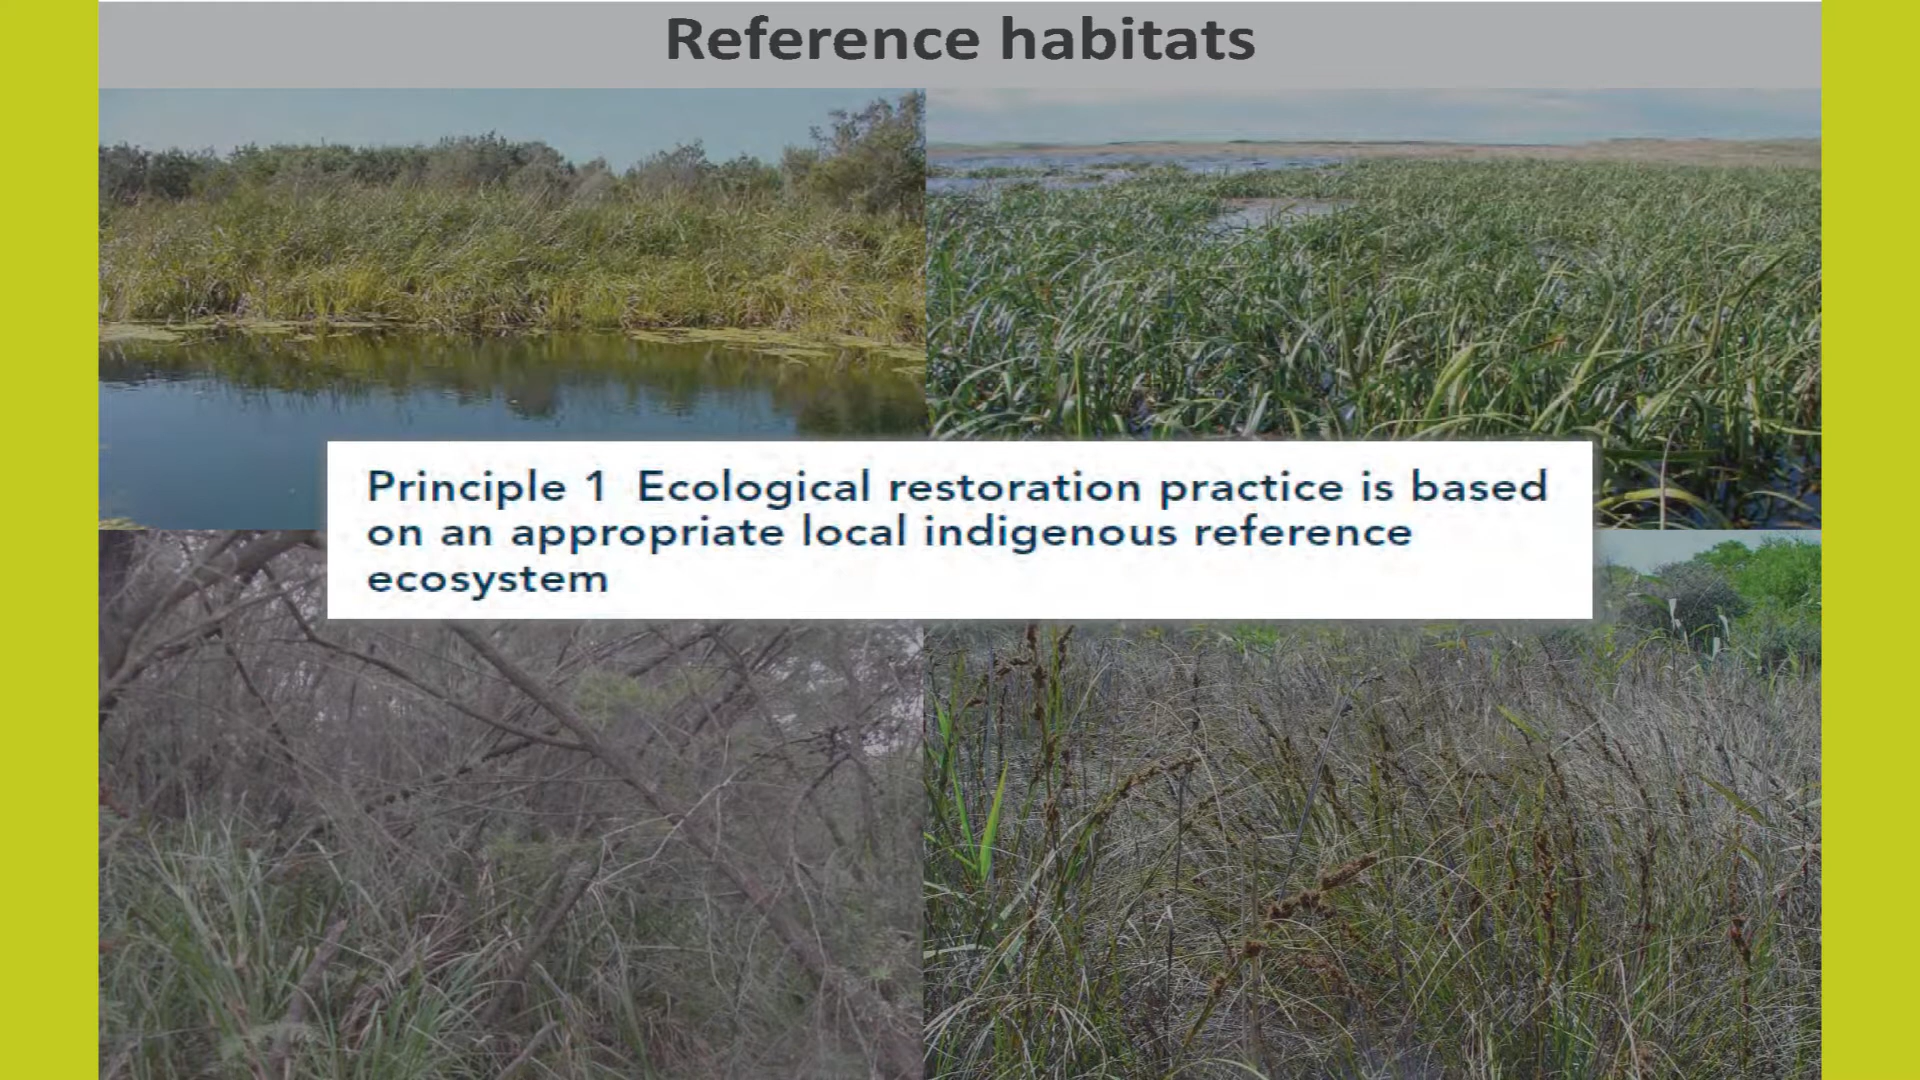 Reference habitats
Principle 1 Ecological restoration practice is based
on an appropriate local indigenous reference
ecosystem